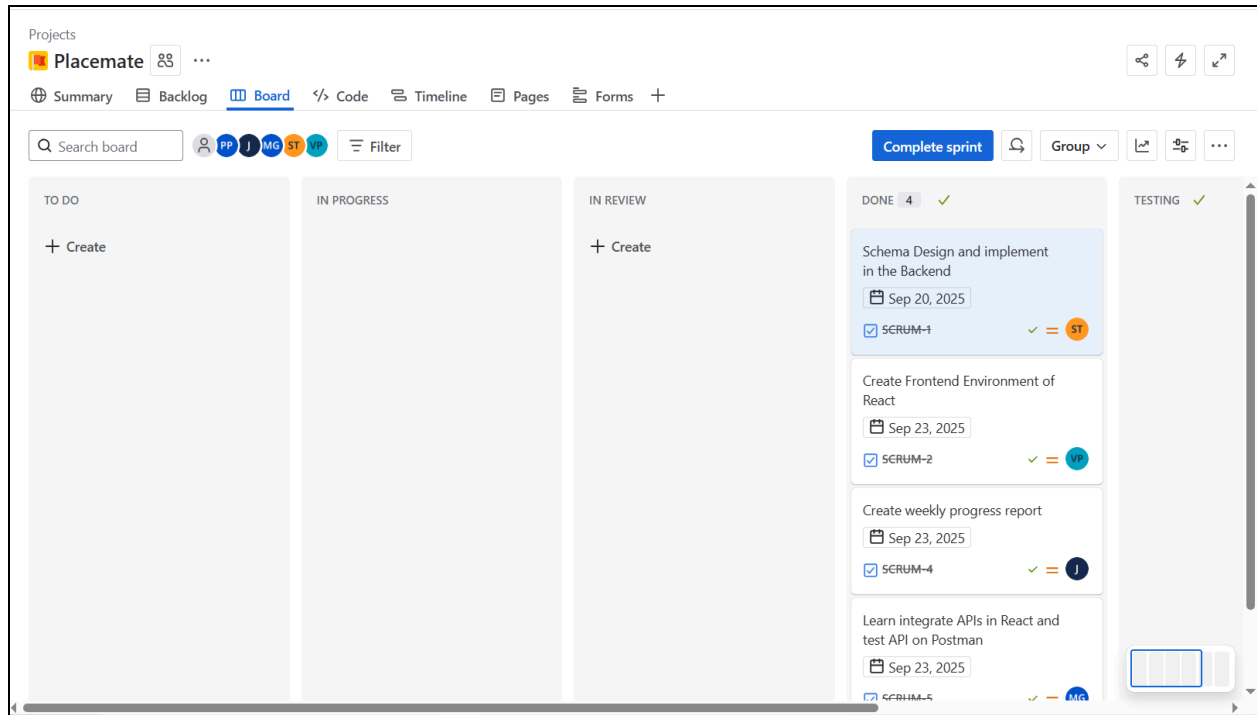 Projects
Placemate
Summary Backlog Board Code Timeline Pages Forms
Search board PP J MG ST VP Filter Complete sprint Group
TO DO IN PROGRESS IN REVIEW DONE 4 TESTING
Create Create
Schema Design and implement
in the Backend
Sep 20, 2025
SCRUM-1 ST
Create Frontend Environment of
React
Sep 23, 2025
SCRUM-2 VP
Create weekly progress report
Sep 23, 2025
SCRUM-4 J
Learn integrate APIs in React and
test API on Postman
Sep 23, 2025
SCRUM-5 MG